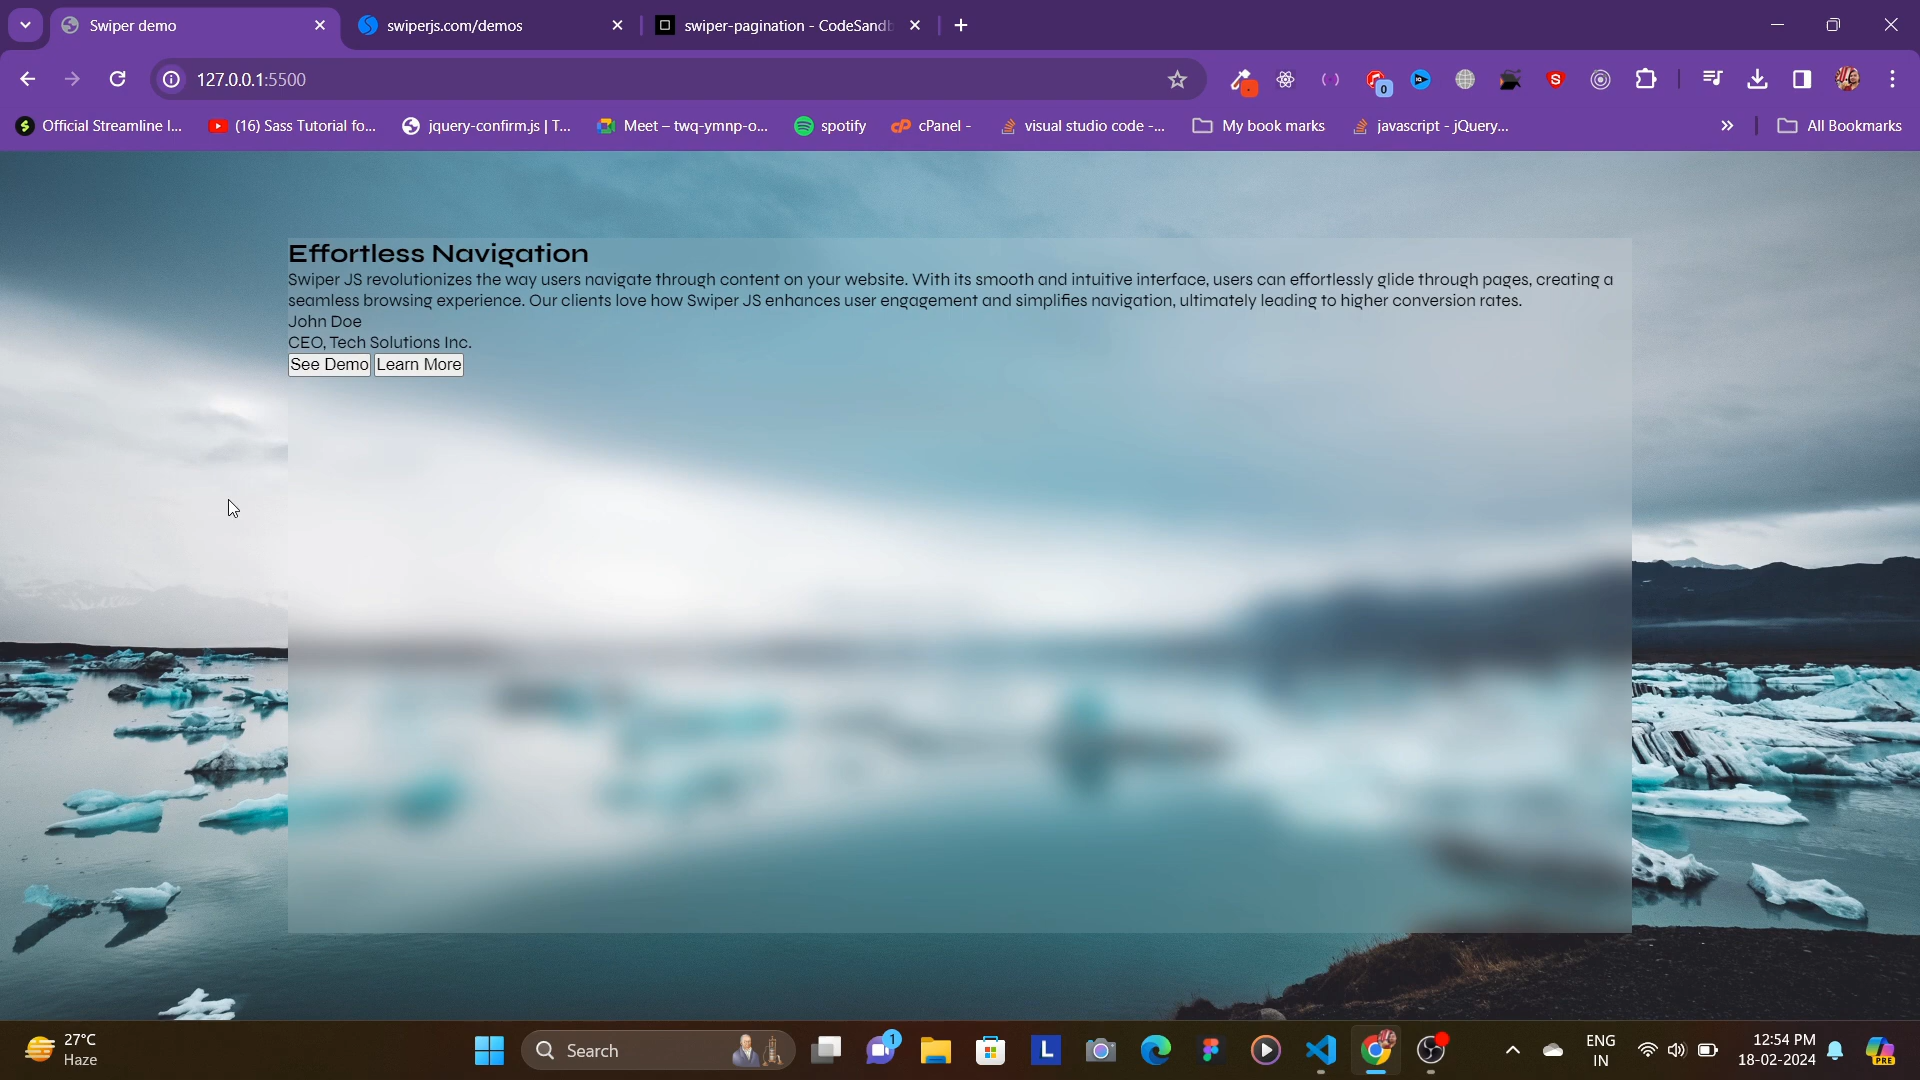 Swiper demo
swiperjs.com/demos
swiper-pagination - CodeSandb
127.0.0.1:5500
0
Official Streamline I...
(16) Sass Tutorial fo...
jquery-confirm.js | T...
Meet – twq-ymnp-o...
spotify
cPanel -
visual studio code -...
My book marks
javascript - jQuery...
All Bookmarks
Effortless Navigation
Swiper JS revolutionizes the way users navigate through content on your website. With its smooth and intuitive interface, users can effortlessly glide through pages, creating a
seamless browsing experience. Our clients love how Swiper JS enhances user engagement and simplifies navigation, ultimately leading to higher conversion rates.
John Doe
CEO, Tech Solutions Inc.
See Demo
Learn More
27°C
Haze
Search
1
L
ENG
IN
12:54 PM
18-02-2024
PRE